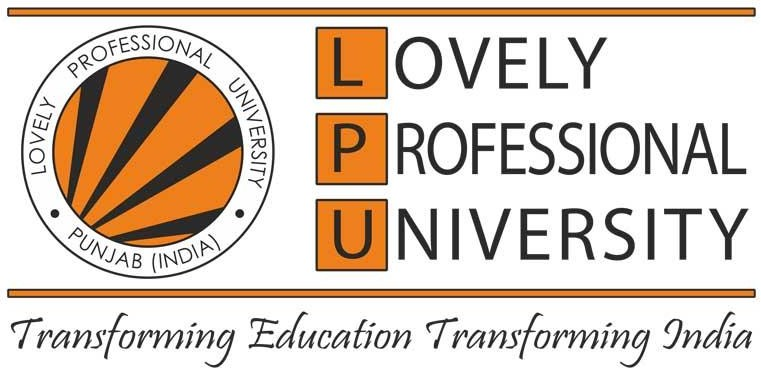 LOVELY PROFESSIONAL UNIVERSITY
• PUNJAB (INDIA) •
LOVELY
PROFESSIONAL
UNIVERSITY
Transforming Education Transforming India